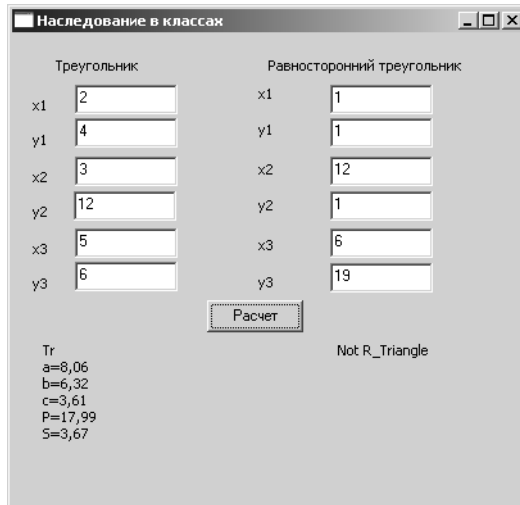 Наследование в классах
Треугольник
Равносторонний треугольник
x1 2
y1 4
x2 3
y2 12
x3 5
y3 6
x1 1
y1 1
x2 12
y2 1
x3 6
y3 19
Расчет
Tr
a=8,06
b=6,32
c=3,61
P=17,99
S=3,67
Not R_Triangle